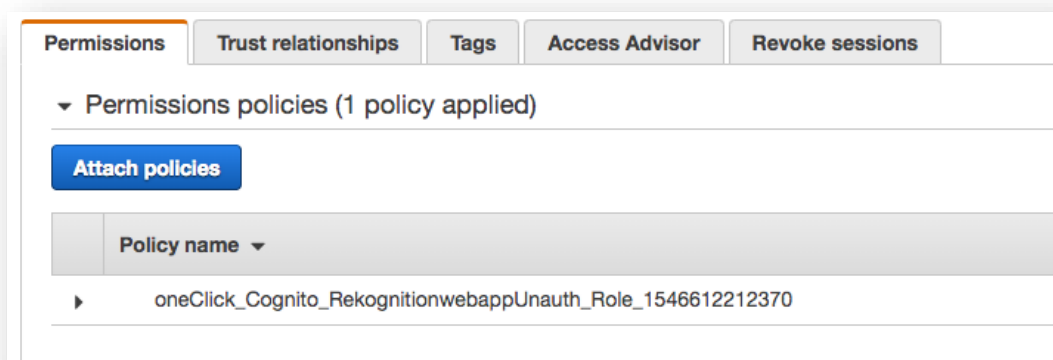 Permissions Trust relationships Tags Access Advisor Revoke sessions
Permissions policies (1 policy applied)
Attach policies
Policy name
oneClick_Cognito_RekognitionwebappUnauth_Role_1546612212370